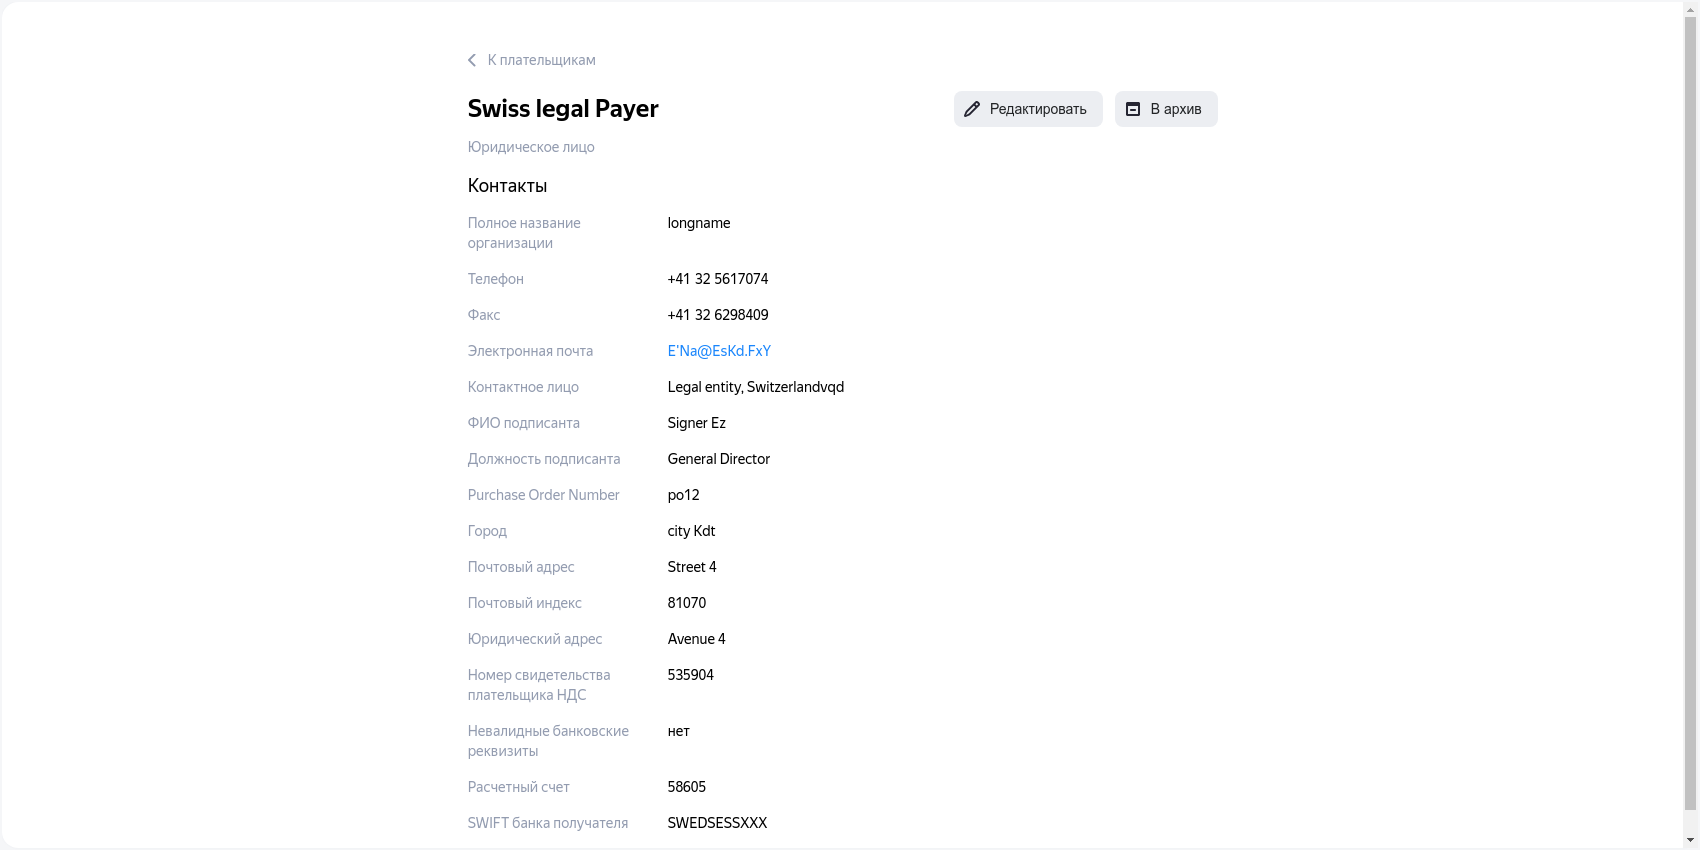 К плательщикам
Swiss legal Payer
Редактировать
В архив
Юридическое лицо
Контакты
Полное название
организации
longname
Телефон
+41 32 5617074
Факс
+41 32 6298409
Электронная почта
E'Na@EsKd.FxY
Контактное лицо
Legal entity, Switzerlandvqd
ФИО подписанта
Signer Ez
Должность подписанта
General Director
Purchase Order Number
po12
Город
city Kdt
Почтовый адрес
Street 4
Почтовый индекс
81070
Юридический адрес
Avenue 4
Номер свидетельства
плательщика НДС
535904
Невалидные банковские
реквизиты
нет
Расчетный счет
58605
SWIFT банка получателя
SWEDSESSXXX